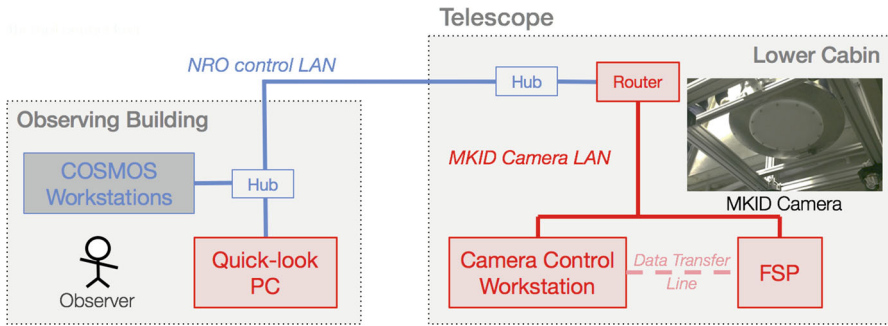 Telescope
Lower Cabin
NRO control LAN
Hub
Router
Observing Building
MKID Camera LAN
COSMOS
Workstations
Hub
MKID Camera
Observer
Quick-look
PC
Camera Control
Workstation
Data Transfer
Line
FSP